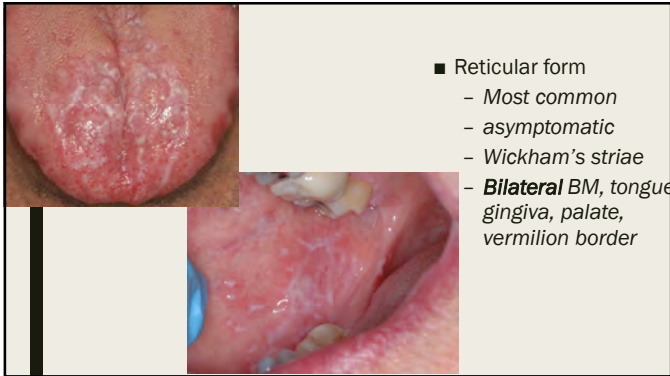 ■ Reticular form
– Most common
– asymptomatic
– Wickham's striae
– Bilateral BM, tongue
gingiva, palate,
vermilion border